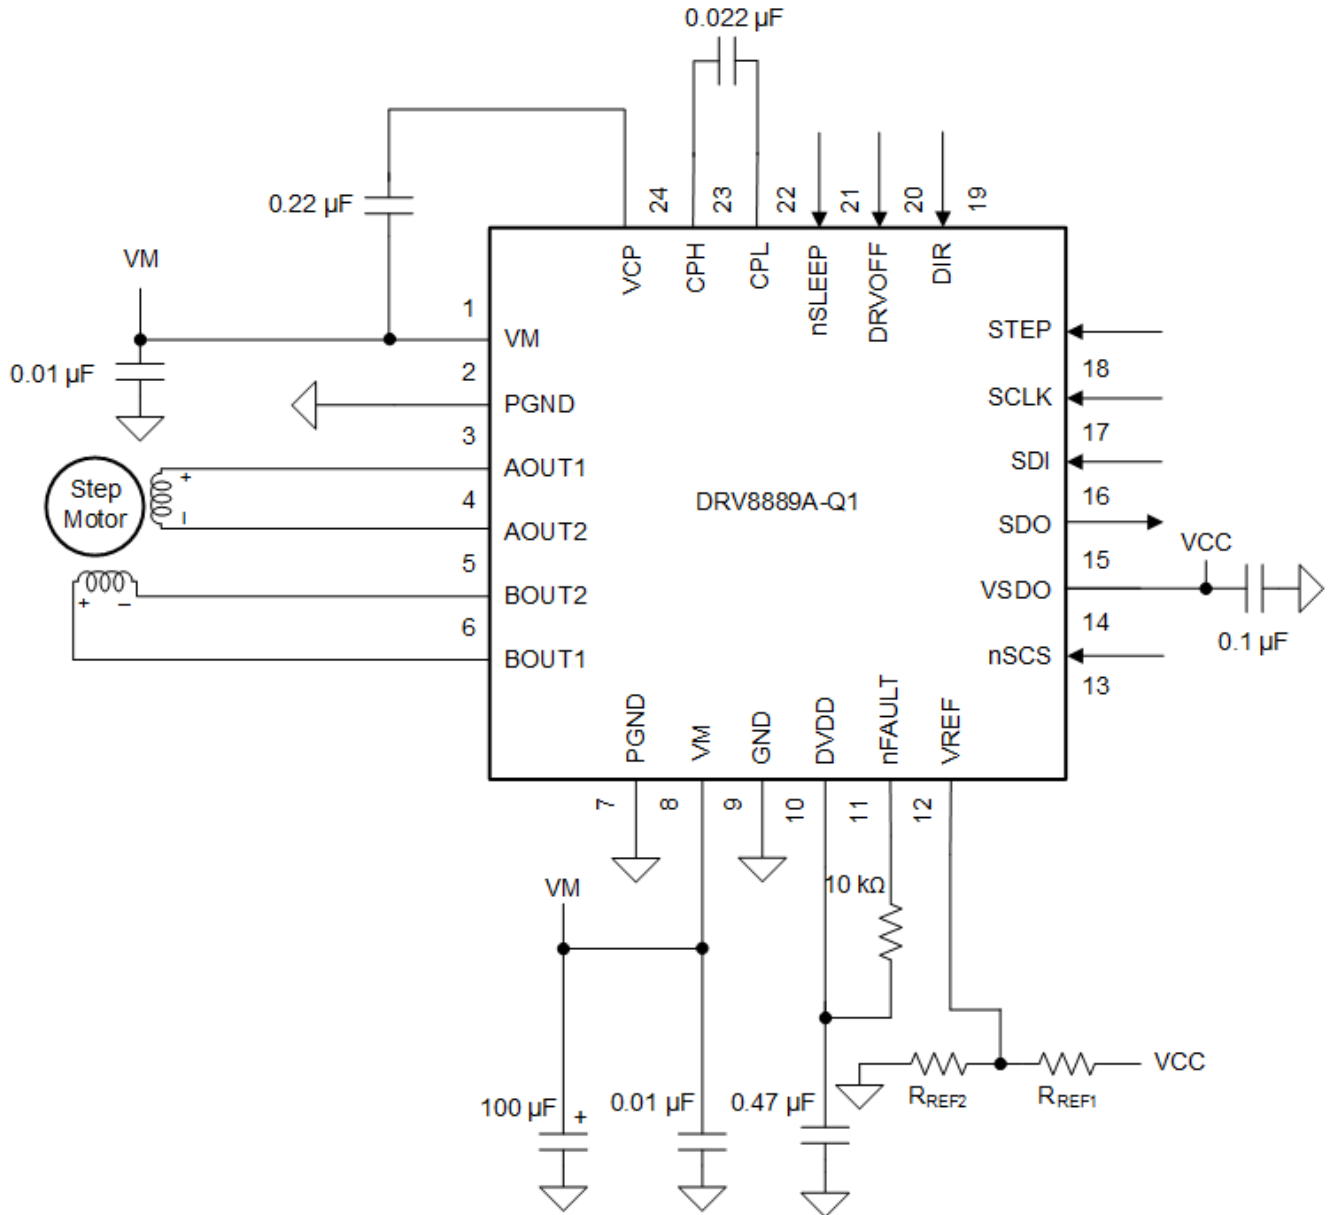 0.022 µF
0.22 µF
24
23
22
21
20
19
VCP
CPH
CPL
nSLEEP
DRVOFF
DIR
VM
1
VM
STEP
0.01 µF
2
18
PGND
SCLK
3
17
AOUT1
SDI
Step
Motor
+
–
4
DRV8889A-Q1
16
AOUT2
SDO
VCC
5
15
BOUT2
VSDO
+
–
6
14
0.1 µF
BOUT1
nSCS
13
PGND
VM
GND
DVDD
nFAULT
VREF
7
8
9
10
11
12
VM
10 kΩ
VCC
RREF2
RREF1
100 µF
+
0.01 µF
0.47 µF